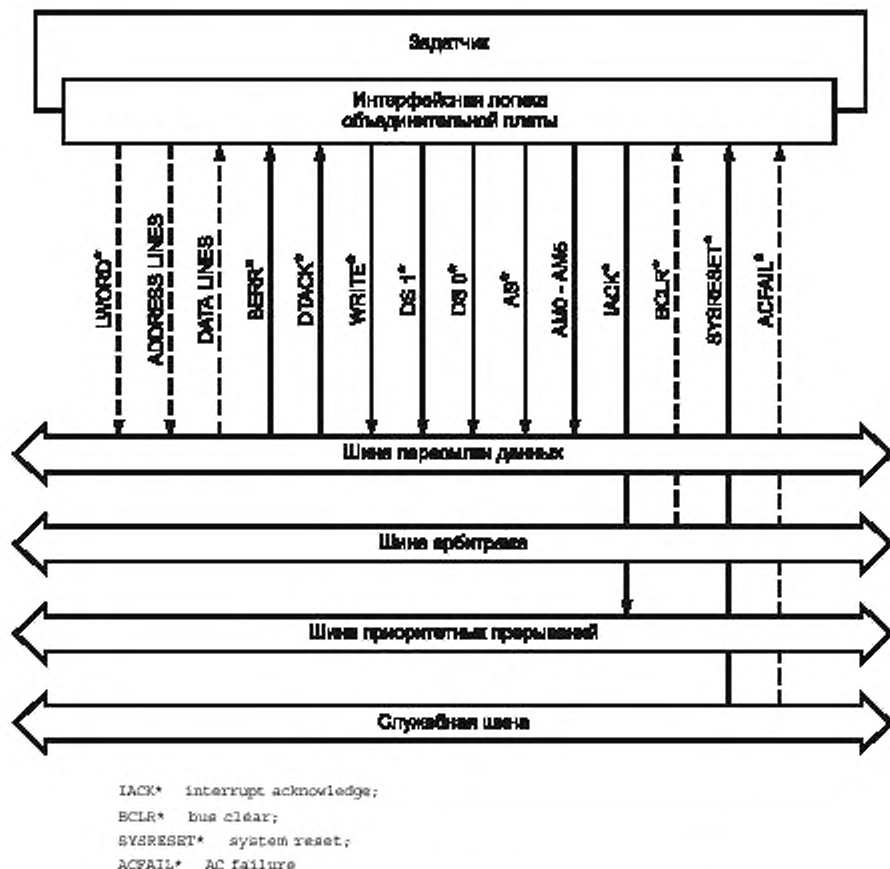 Задатчик
Интерфейсная логика
объединительной платы
LWORD*
ADDRESS LINES
DATA LINES
BERR*
DTACK*
WRITE*
DS 1*
DS 0*
AS*
AM0 - AM5
IACK*
BCLR*
SYSRESET*
ACFAIL*
Шина пересылки данных
Шина арбитража
Шина приоритетных прерываний
Служебная шина
IACK* interrupt acknowledge;
BCLR* bus clear;
SYSRESET* system reset;
ACFAIL* AC failure